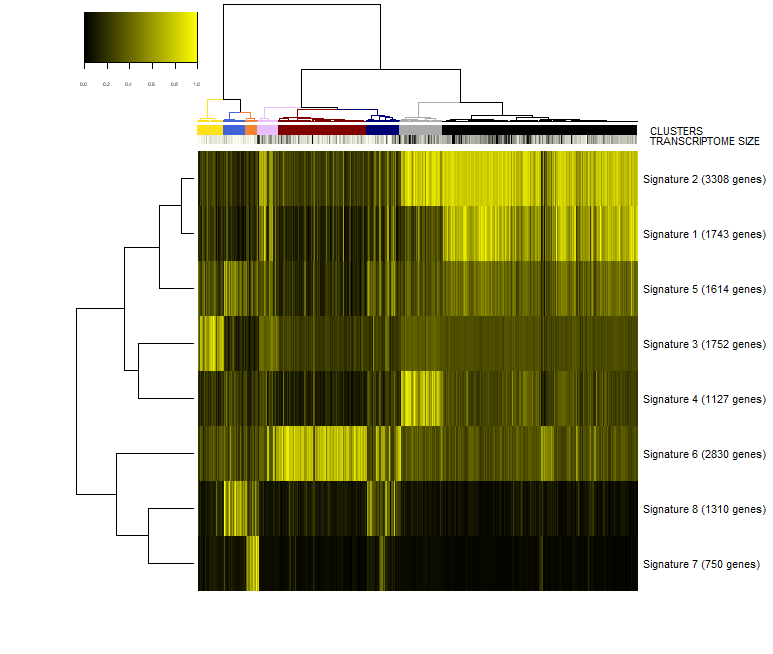 0.0 0.2 0.4 0.6 0.8 1.0
CLUSTERS
TRANSCRIPTOME SIZE
Signature 2 (3308 genes)
Signature 1 (1743 genes)
Signature 5 (1614 genes)
Signature 3 (1752 genes)
Signature 4 (1127 genes)
Signature 6 (2830 genes)
Signature 8 (1310 genes)
Signature 7 (750 genes)